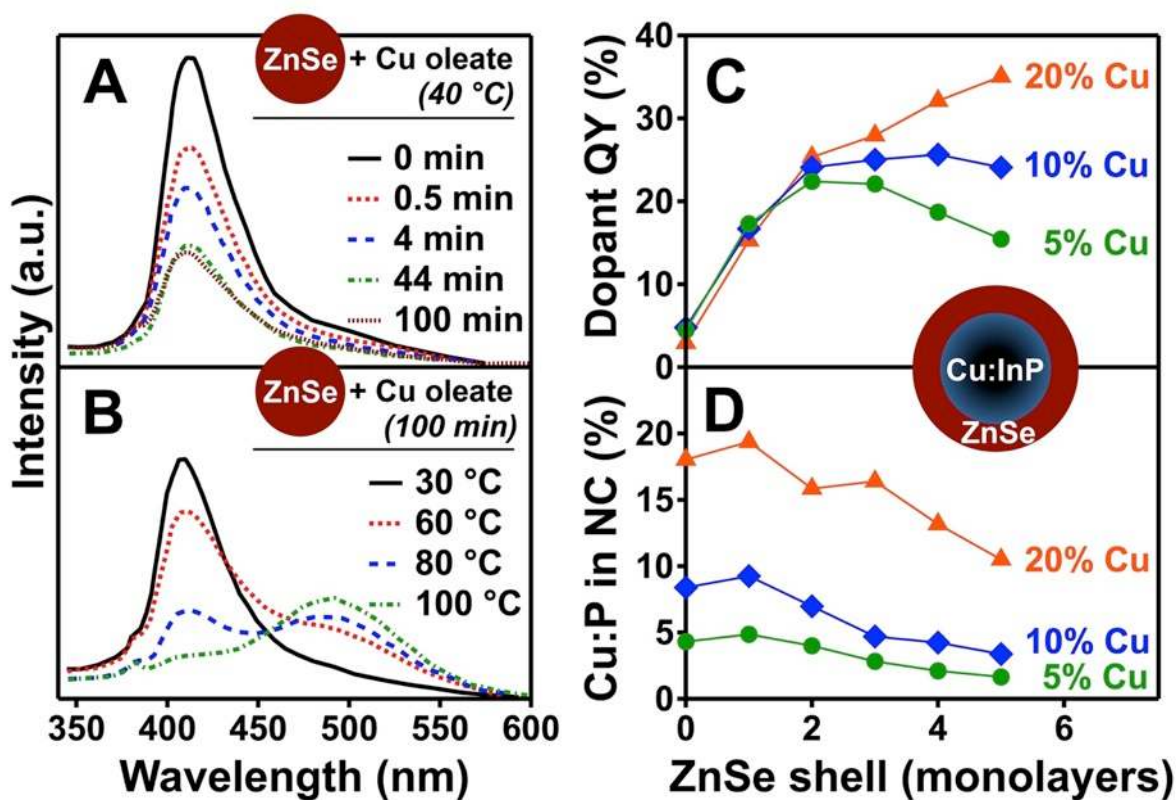 A
ZnSe + Cu oleate
(40 °C)
0 min
0.5 min
4 min
44 min
100 min
B
ZnSe + Cu oleate
(100 min)
30 °C
60 °C
80 °C
100 °C
Intensity (a.u.)
350 400 450 500 550 600
Wavelength (nm)
C
Dopant QY (%)
40
30
20
10
0
20% Cu
10% Cu
5% Cu
Cu:InP
ZnSe
D
Cu:P in NC (%)
20
15
10
5
0
20% Cu
10% Cu
5% Cu
0 2 4 6
ZnSe shell (monolayers)